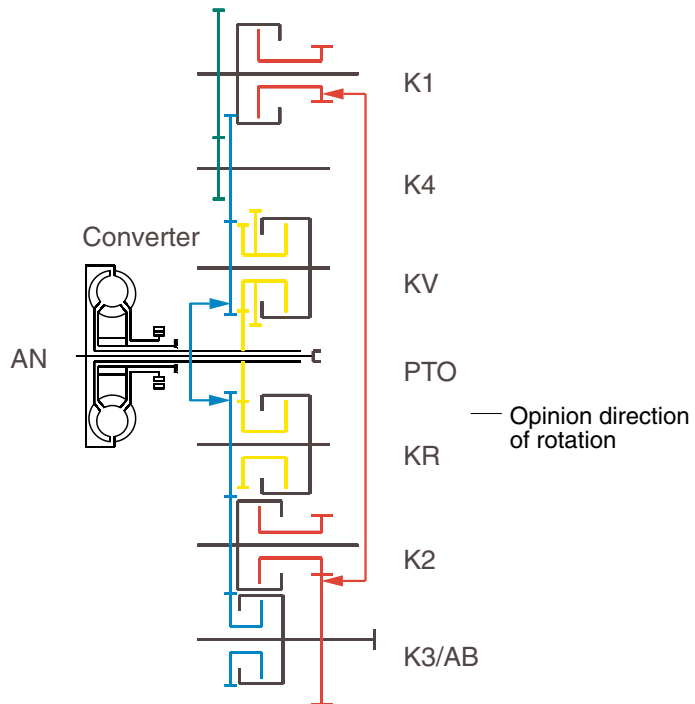 K1
K4
Converter
KV
AN
PTO
Opinion direction
of rotation
KR
K2
K3/AB